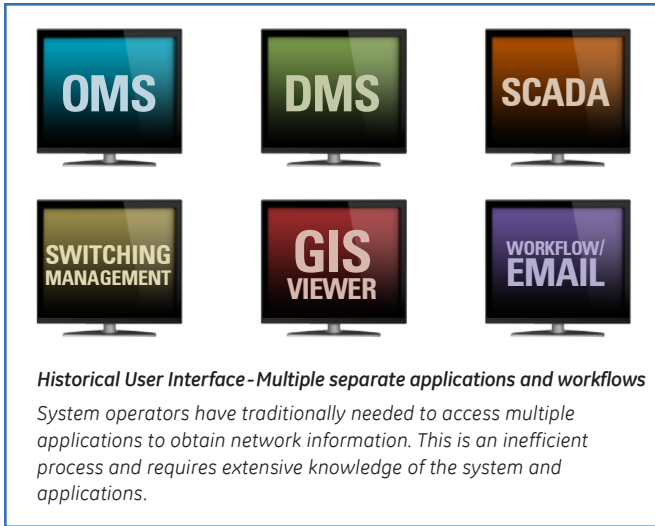 OMS
DMS
SCADA
SWITCHING
MANAGEMENT
GIS
VIEWER
WORKFLOW/
EMAIL
Historical User Interface-Multiple separate applications and workflows
System operators have traditionally needed to access multiple
applications to obtain network information. This is an inefficient
process and requires extensive knowledge of the system and
applications.